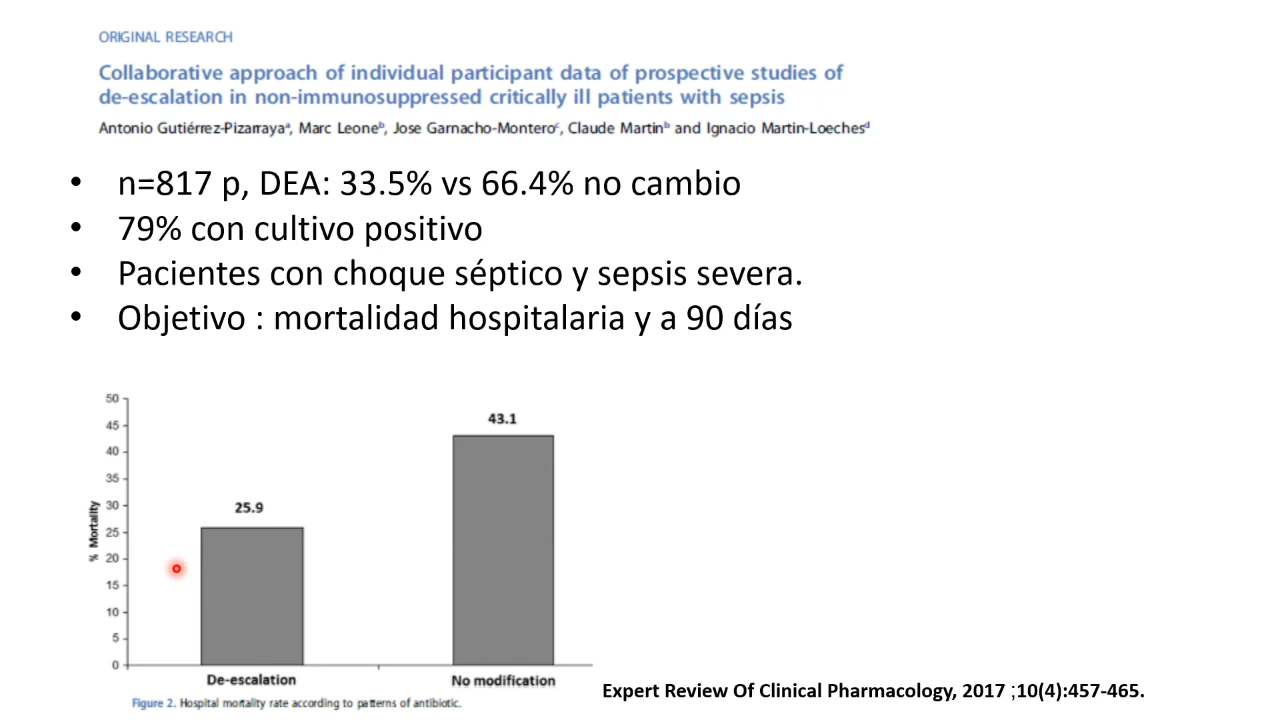 ORIGINAL RESEARCH
Collaborative approach of individual participant data of prospective studies of
de-escalation in non-immunosuppressed critically ill patients with sepsis
Antonio Gutiérrez-Pizarrayaᵃ, Marc Leoneᵇ, Jose Garnacho-Monteroᶜ, Claude Martinᵇ and Ignacio Martin-Loechesᵈ
• n=817 p, DEA: 33.5% vs 66.4% no cambio
• 79% con cultivo positivo
• Pacientes con choque séptico y sepsis severa.
• Objetivo : mortalidad hospitalaria y a 90 días
% Mortality
50
45
40
35
30
25
20
15
10
5
0
25.9
43.1
De-escalation
No modification
Figure 2. Hospital mortality rate according to patterns of antibiotic.
Expert Review Of Clinical Pharmacology, 2017 ;10(4):457-465.